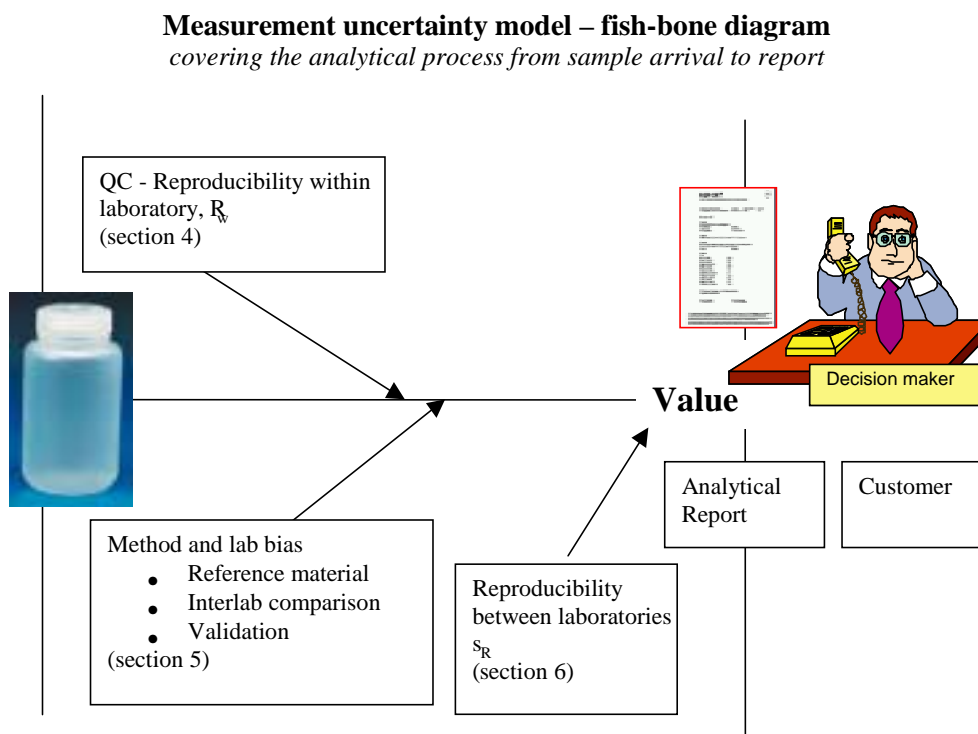 Measurement uncertainty model – fish-bone diagram
covering the analytical process from sample arrival to report
QC - Reproducibility within
laboratory, Rw
(section 4)
Decision maker
Value
Analytical
Report
Customer
Method and lab bias
• Reference material
• Interlab comparison
• Validation
(section 5)
Reproducibility
between laboratories
sR
(section 6)